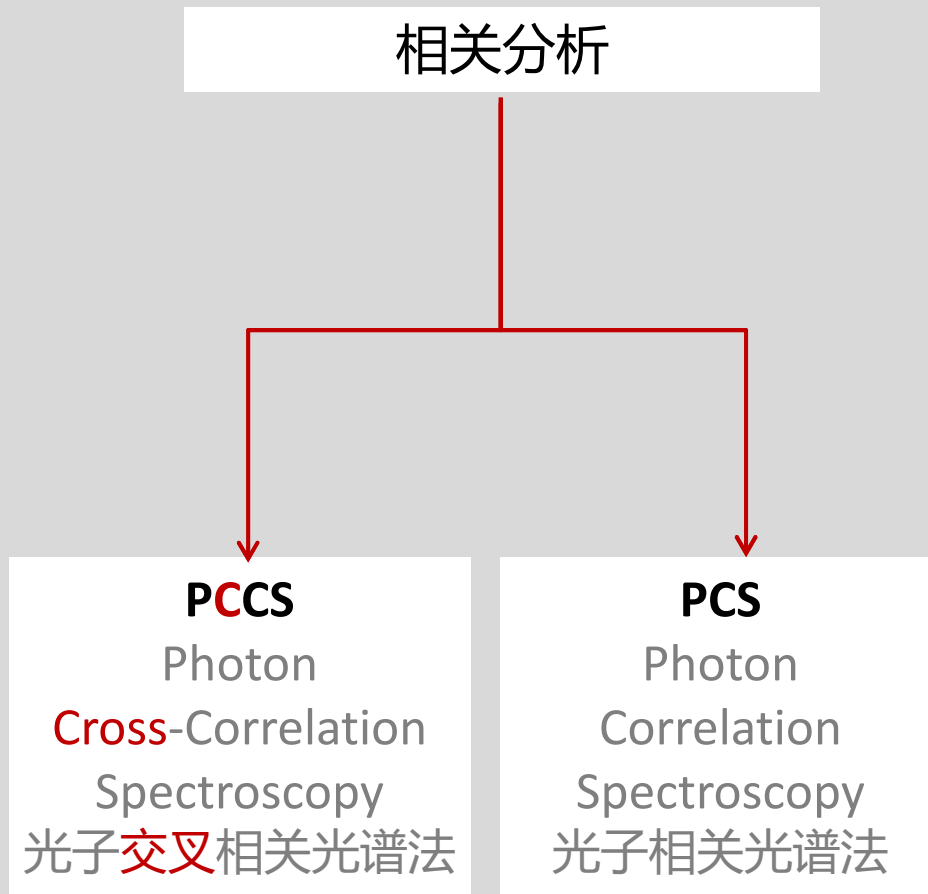 相关分析
PCCS
Photon
Cross-Correlation
Spectroscopy
光子交叉相关光谱法
PCS
Photon
Correlation
Spectroscopy
光子相关光谱法